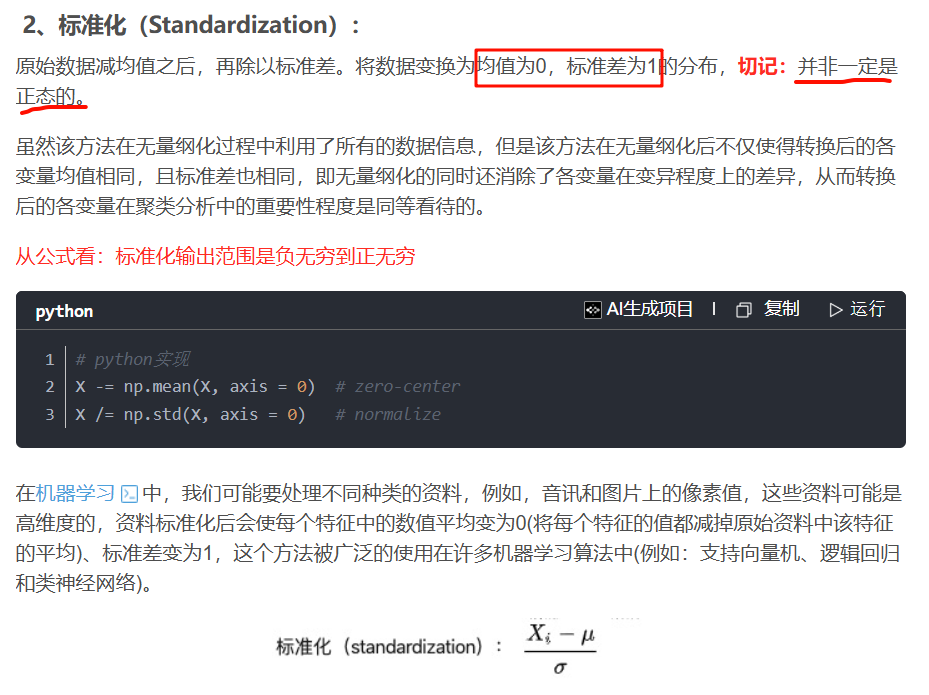 2、标准化（Standardization）：
原始数据减均值之后，再除以标准差。将数据变换为均值为0，标准差为1的分布，切记：并非一定是
正态的。
虽然该方法在无量纲化过程中利用了所有的数据信息，但是该方法在无量纲化后不仅使得转换后的各
变量均值相同，且标准差也相同，即无量纲化的同时还消除了各变量在变异程度上的差异，从而转换
后的各变量在聚类分析中的重要性程度是同等看待的。
从公式看：标准化输出范围是负无穷到正无穷
python AI生成项目 | 复制 运行
1 # python实现
2 X -= np.mean(X, axis = 0) # zero-center
3 X /= np.std(X, axis = 0) # normalize
在机器学习中，我们可能要处理不同种类的资料，例如，音讯和图片上的像素值，这些资料可能是
高维度的，资料标准化后会使每个特征中的数值平均变为0(将每个特征的值都减掉原始资料中该特征
的平均)、标准差变为1，这个方法被广泛的使用在许多机器学习算法中(例如：支持向量机、逻辑回归
和类神经网络)。
标准化（standardization）： (Xᵢ − μ) / σ